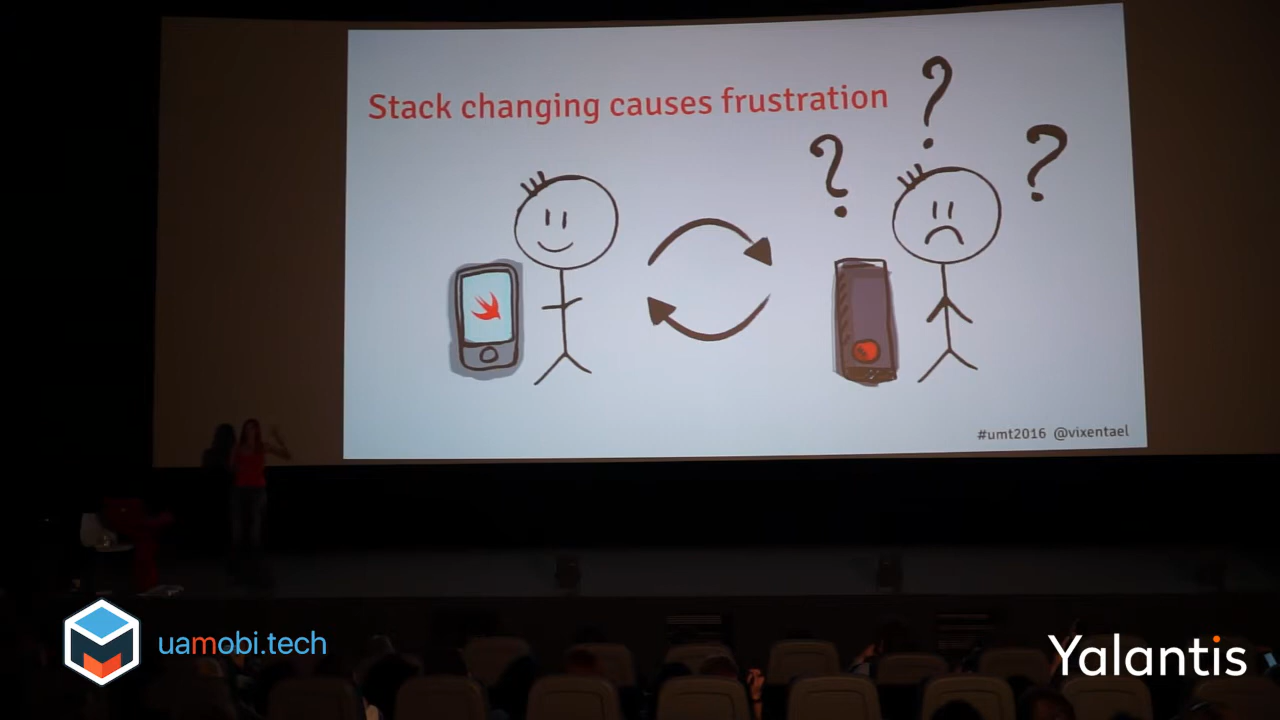 Stack changing causes frustration
?
?
?
#umt2016 @vixentael
uamobi.tech
Yalantis